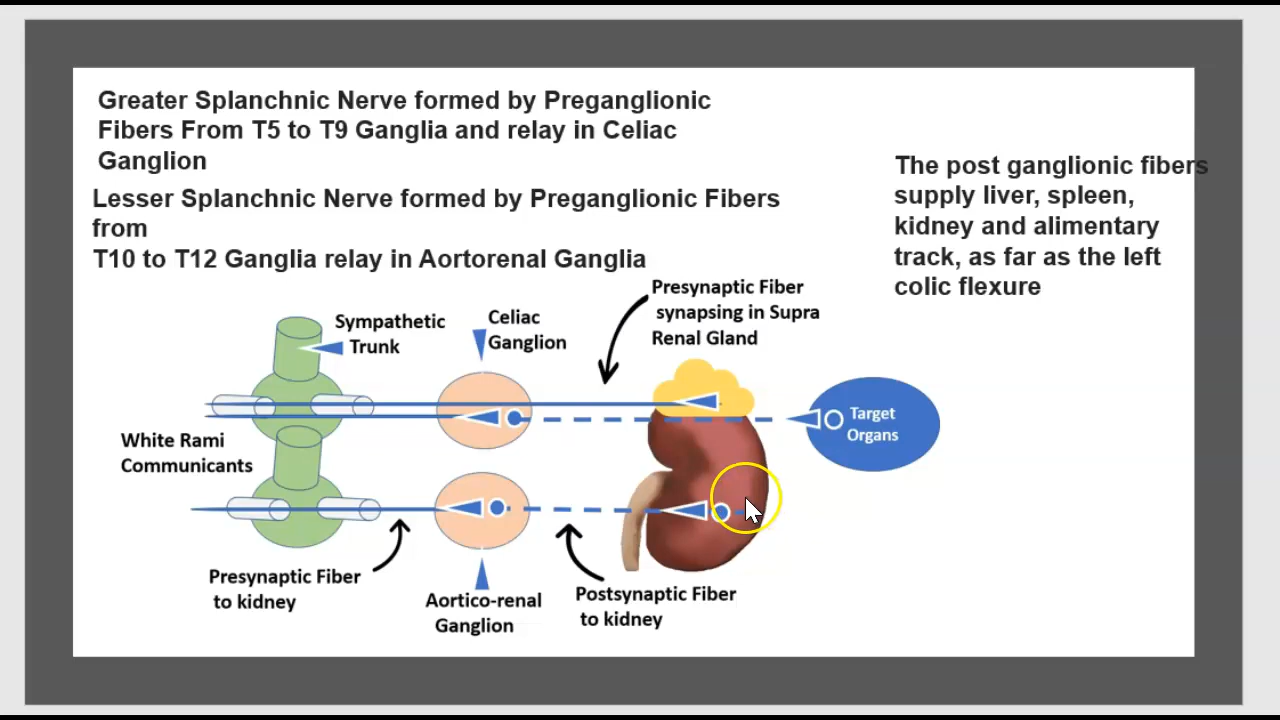 Greater Splanchnic Nerve formed by Preganglionic
Fibers From T5 to T9 Ganglia and relay in Celiac
Ganglion
Lesser Splanchnic Nerve formed by Preganglionic Fibers
from
T10 to T12 Ganglia relay in Aortorenal Ganglia
The post ganglionic fibers
supply liver, spleen,
kidney and alimentary
track, as far as the left
colic flexure
Presynaptic Fiber
synapsing in Supra
Renal Gland
Sympathetic
Trunk
Celiac
Ganglion
Target
Organs
White Rami
Communicants
Presynaptic Fiber
to kidney
Aortico-renal
Ganglion
Postsynaptic Fiber
to kidney